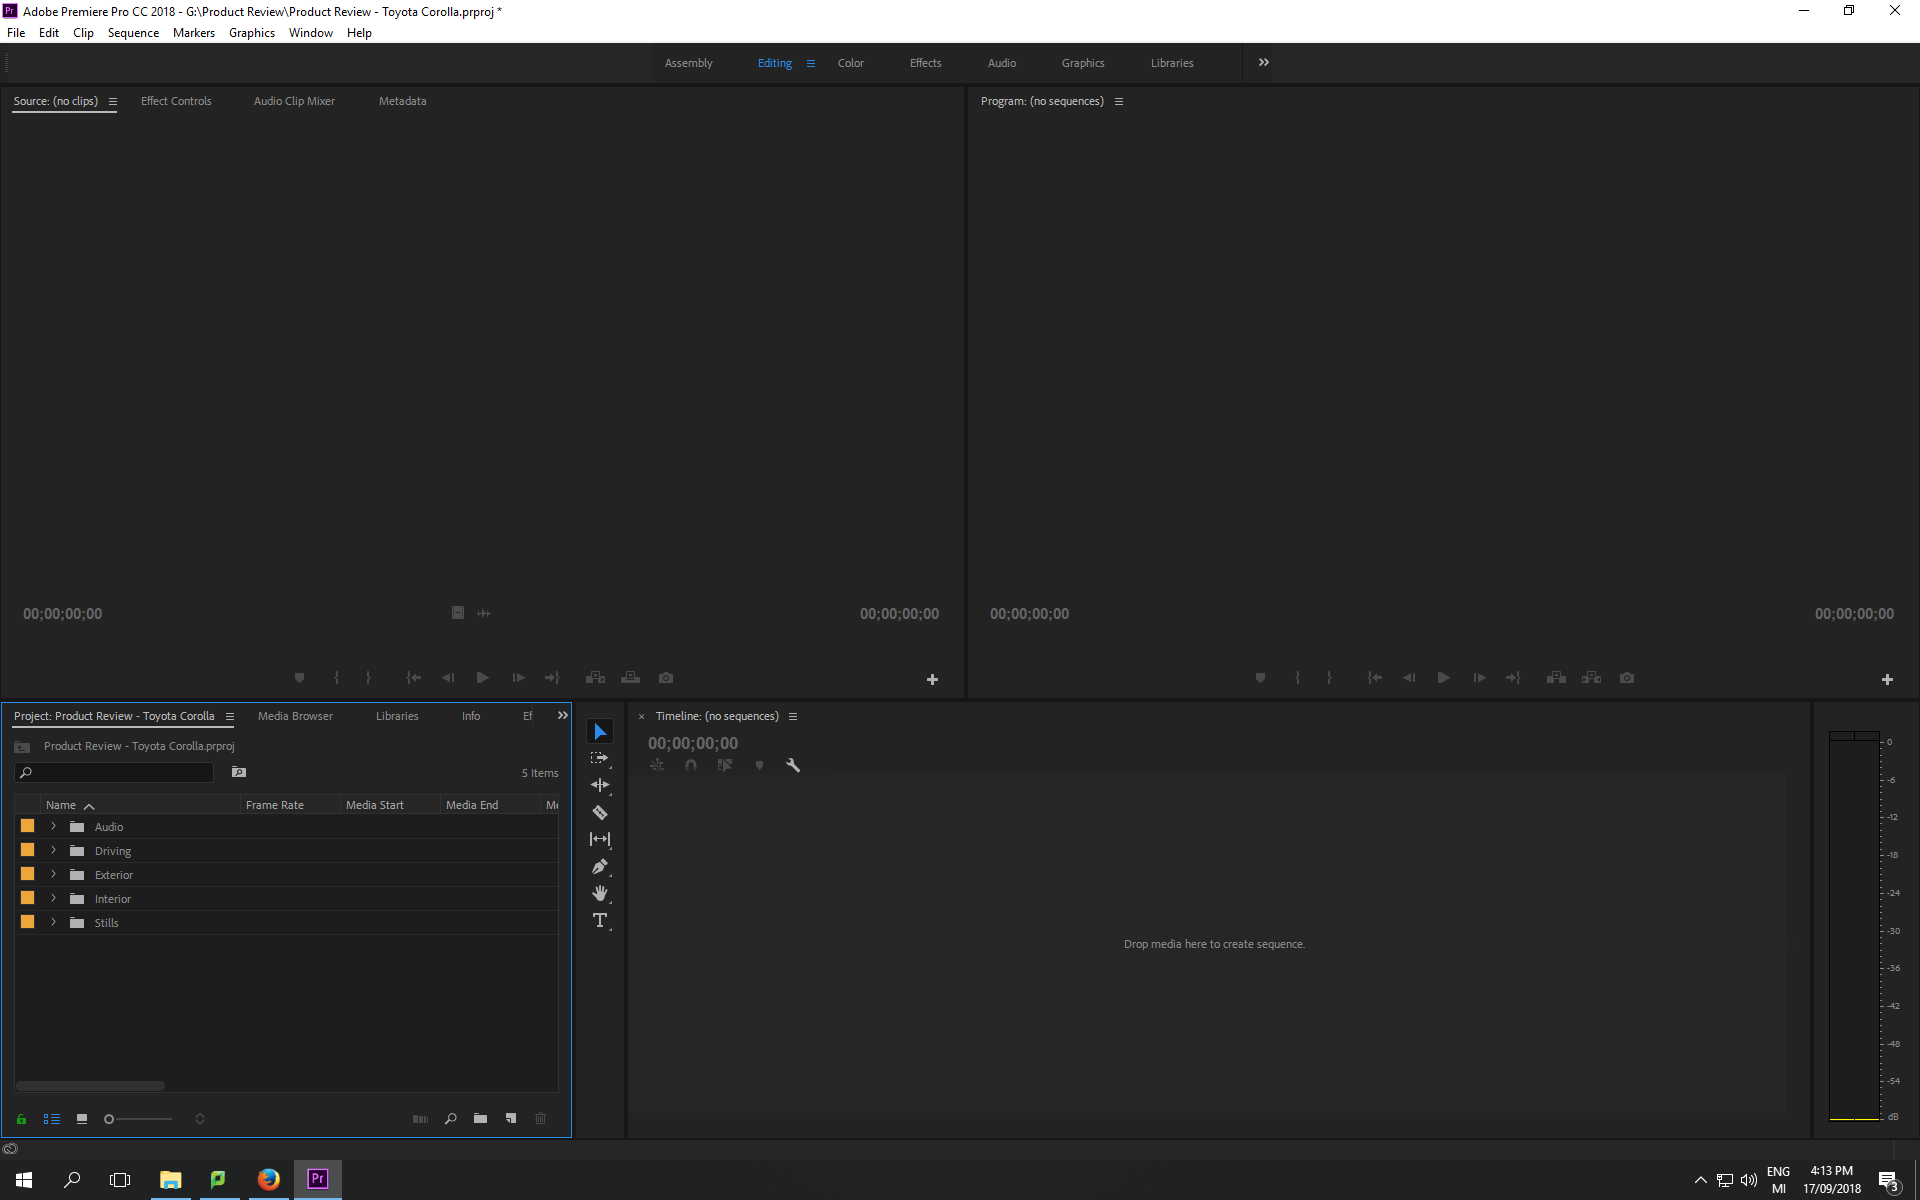 Pr Adobe Premiere Pro CC 2018 - G:\Product Review\Product Review - Toyota Corolla.prproj *
File Edit Clip Sequence Markers Graphics Window Help
Assembly Editing Color Effects Audio Graphics Libraries
Source: (no clips) Effect Controls Audio Clip Mixer Metadata
Program: (no sequences)
00;00;00;00 00;00;00;00
00;00;00;00 00;00;00;00
Project: Product Review - Toyota Corolla Media Browser Libraries Info Ef
Product Review - Toyota Corolla.prproj
5 Items
Name Frame Rate Media Start Media End Me
Audio
Driving
Exterior
Interior
Stills
T
× Timeline: (no sequences)
00;00;00;00
Drop media here to create sequence.
0
-6
-12
-18
-24
-30
-36
-42
-48
-54
dB
Pr
ENG
MI
4:13 PM
17/09/2018
3